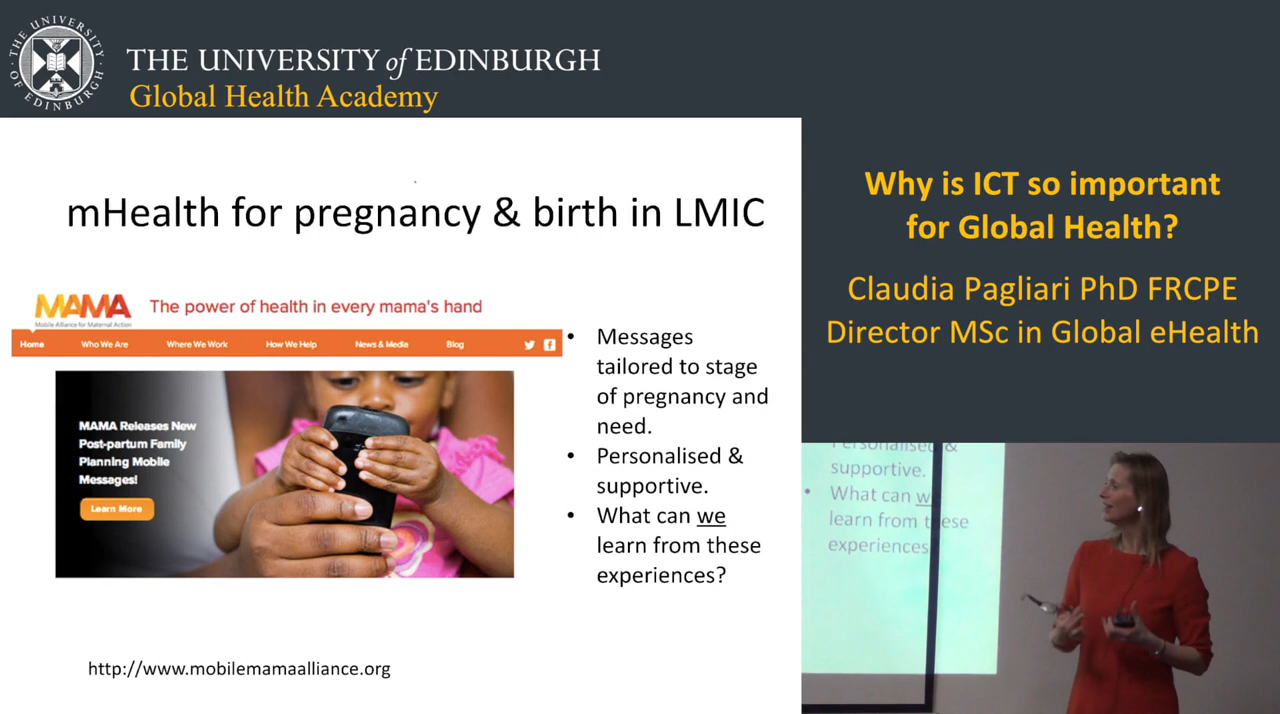 THE UNIVERSITY of EDINBURGH
Global Health Academy
THE UNIVERSITY
OF EDINBURGH
mHealth for pregnancy & birth in LMIC
MAMA
Mobile Alliance for Maternal Action
The power of health in every mama's hand
Home
Who We Are
Where We Work
How We Help
News & Media
Blog
MAMA Releases New
Post-partum Family
Planning Mobile
Messages!
Learn More
• Messages
tailored to stage
of pregnancy and
need.
• Personalised &
supportive.
• What can we
learn from these
experiences?
http://www.mobilemamaalliance.org
Why is ICT so important
for Global Health?
Claudia Pagliari PhD FRCPE
Director MSc in Global eHealth
Personalised &
supportive.
• What can we
learn from these
experiences